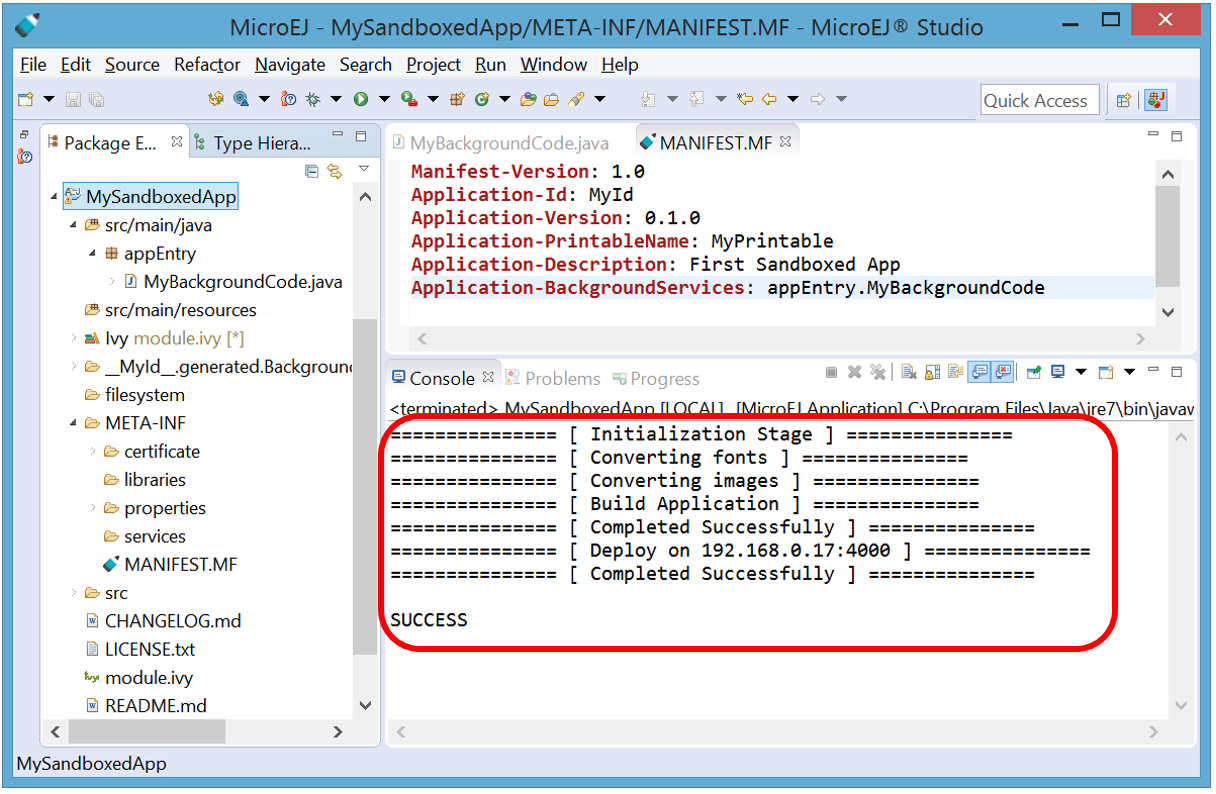 MicroEJ - MySandboxedApp/META-INF/MANIFEST.MF - MicroEJ® Studio
File Edit Source Refactor Navigate Search Project Run Window Help
Quick Access
Package E...
Type Hiera...
MySandboxedApp
src/main/java
appEntry
MyBackgroundCode.java
src/main/resources
Ivy module.ivy [*]
__MyId__.generated.Background
filesystem
META-INF
certificate
libraries
properties
services
MANIFEST.MF
src
CHANGELOG.md
LICENSE.txt
module.ivy
README.md
MyBackgroundCode.java
MANIFEST.MF
Manifest-Version: 1.0
Application-Id: MyId
Application-Version: 0.1.0
Application-PrintableName: MyPrintable
Application-Description: First Sandboxed App
Application-BackgroundServices: appEntry.MyBackgroundCode
Console
Problems
Progress
<terminated> MySandboxedApp [LOCAL] [MicroEJ Application] C:\Program Files\Java\jre7\bin\javaw
=============== [ Initialization Stage ] ===============
=============== [ Converting fonts ] ===============
=============== [ Converting images ] ===============
=============== [ Build Application ] ===============
=============== [ Completed Successfully ] ===============
=============== [ Deploy on 192.168.0.17:4000 ] ===============
=============== [ Completed Successfully ] ===============
SUCCESS
MySandboxedApp